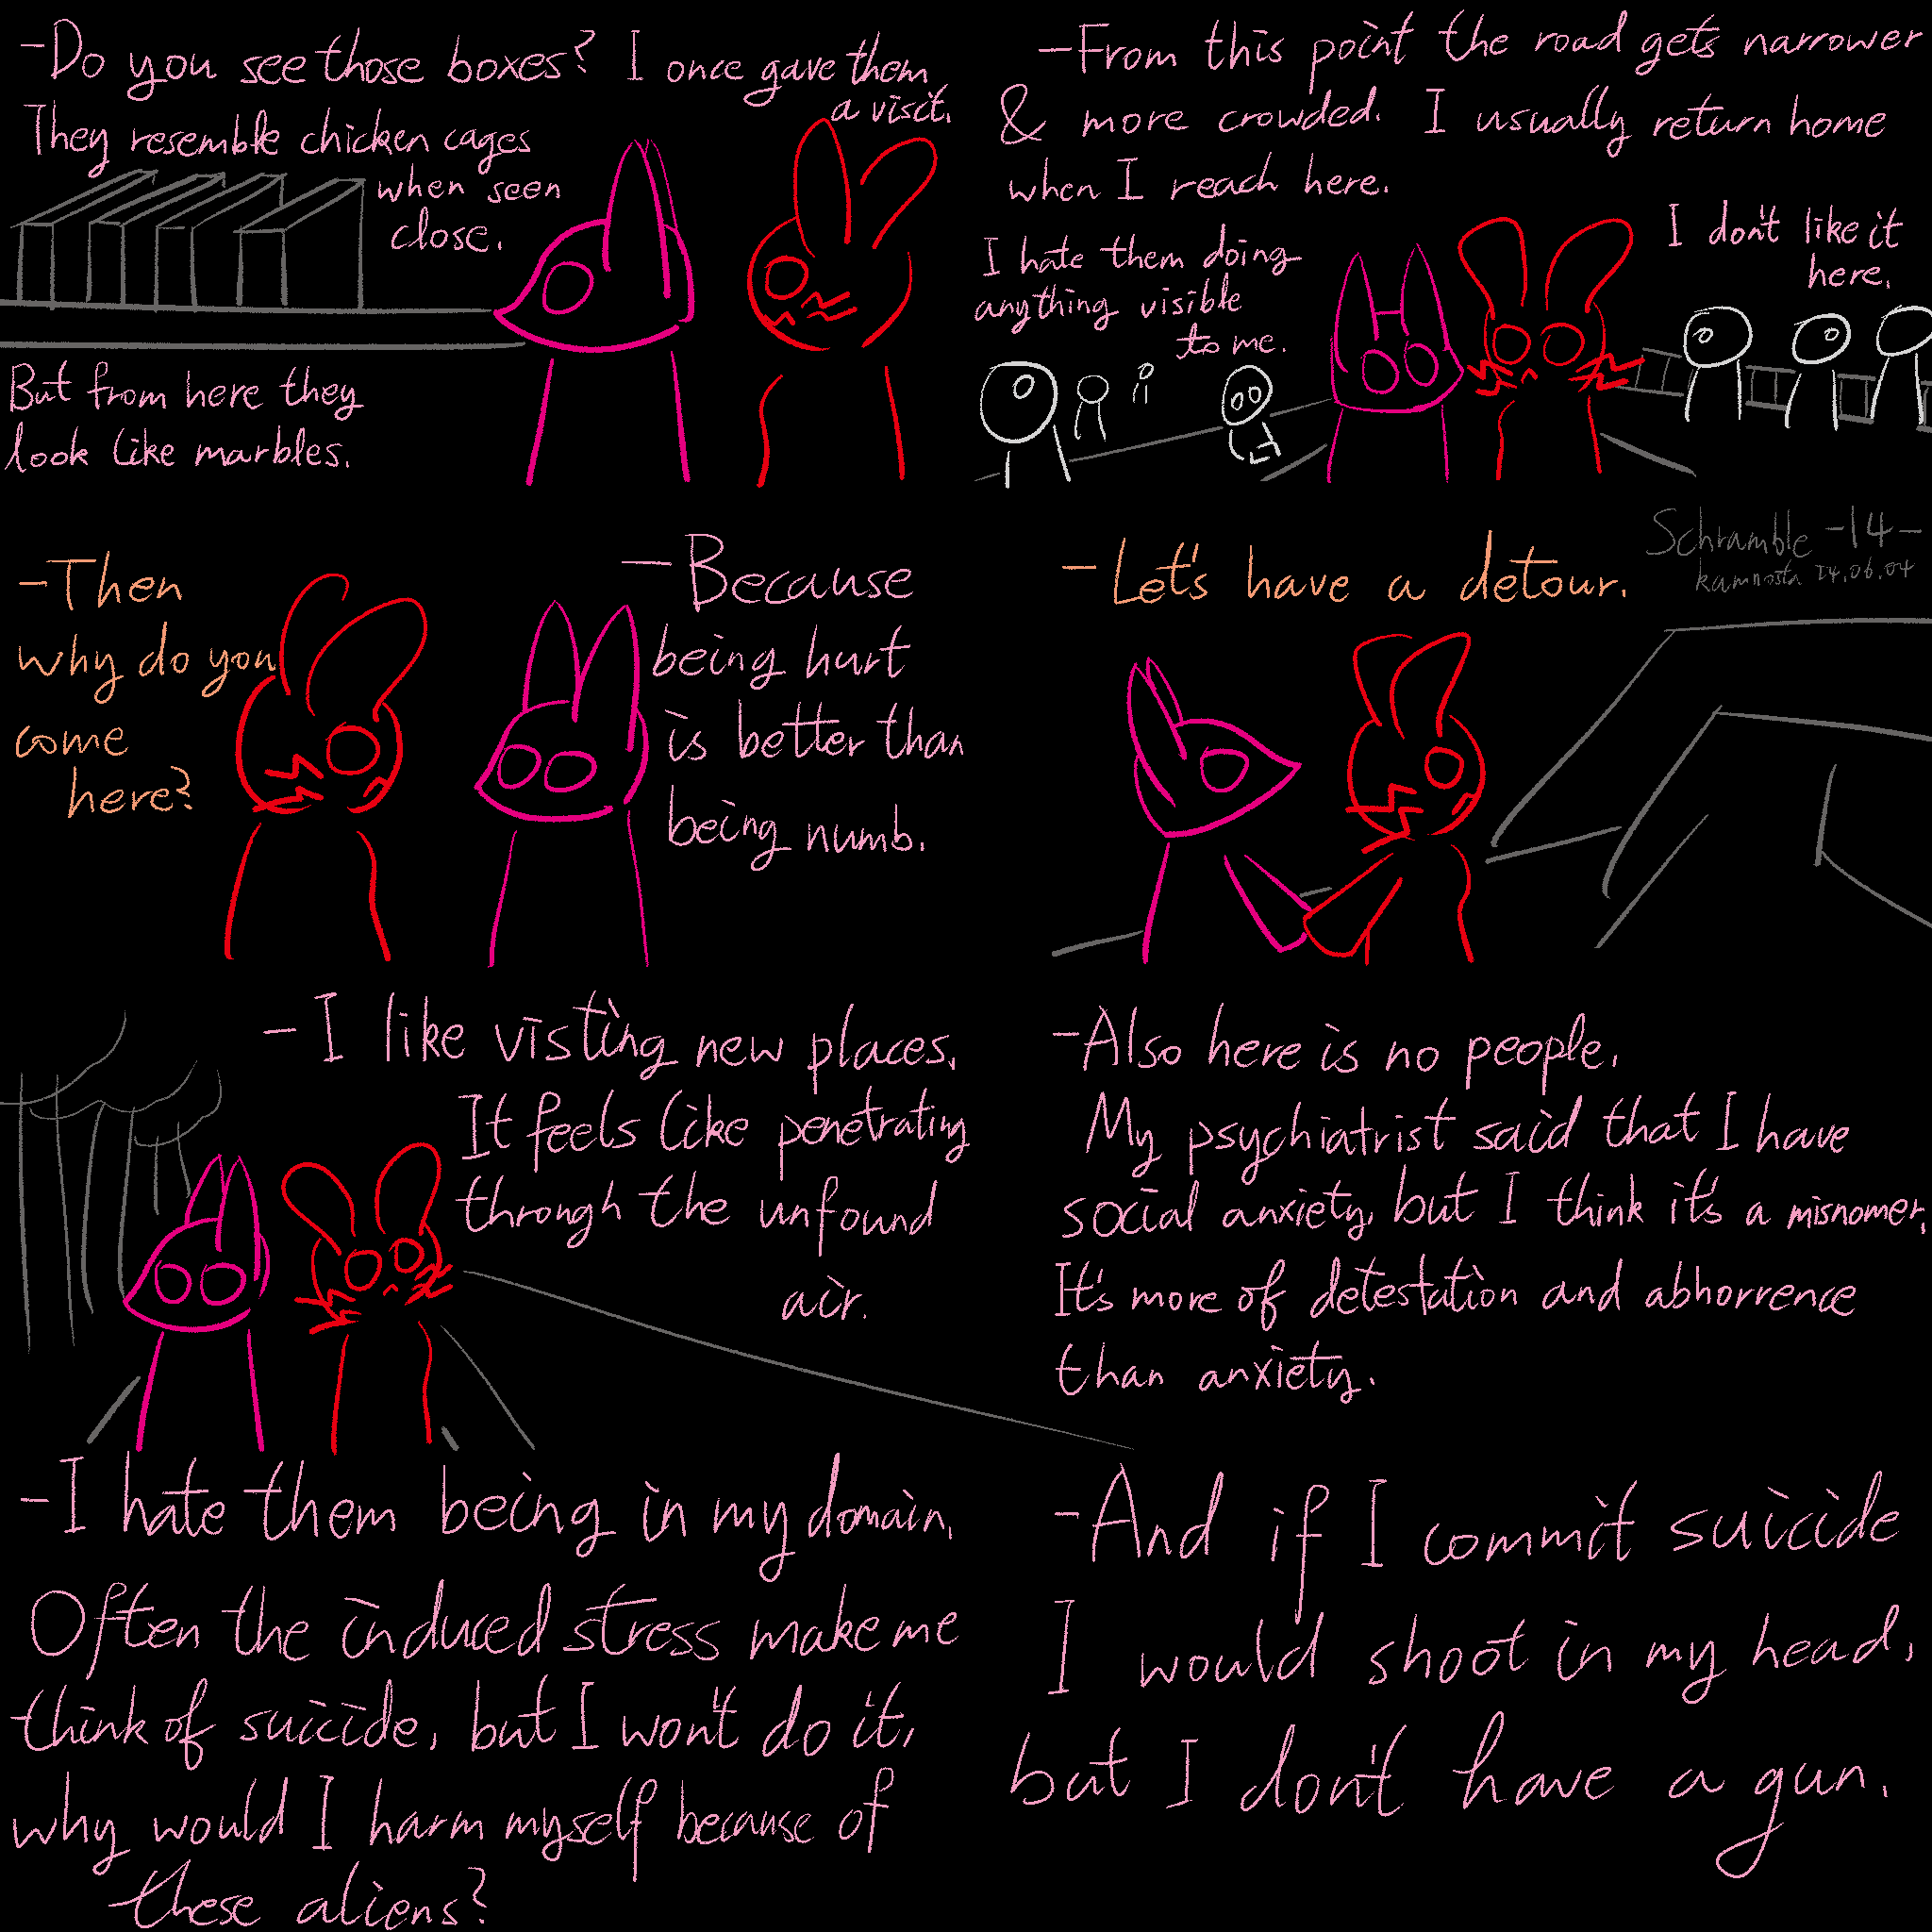 -Do you see those boxes? I once gave them
a visit.
They resemble chicken cages
when seen
close.
But from here they
look like marbles.
-From this point the road gets narrower
& more crowded. I usually return home
when I reach here.
I hate them doing
anything visible
to me.
I don't like it
here.
-Then
why do you
come
here?
-Because
being hurt
is better than
being numb.
-Let's have a detour.
Schramble -14-
kamnosta 14.06.04
-I like visting new places.
It feels like penetrating
through the unfound
air.
-Also here is no people.
My psychiatrist said that I have
social anxiety, but I think it's a misnomer.
It's more of detestation and abhorrence
than anxiety.
-I hate them being in my domain.
Often the induced stress make me
think of suicide, but I won't do it,
why would I harm myself because of
these aliens?
-And if I commit suicide
I would shoot in my head,
but I don't have a gun.